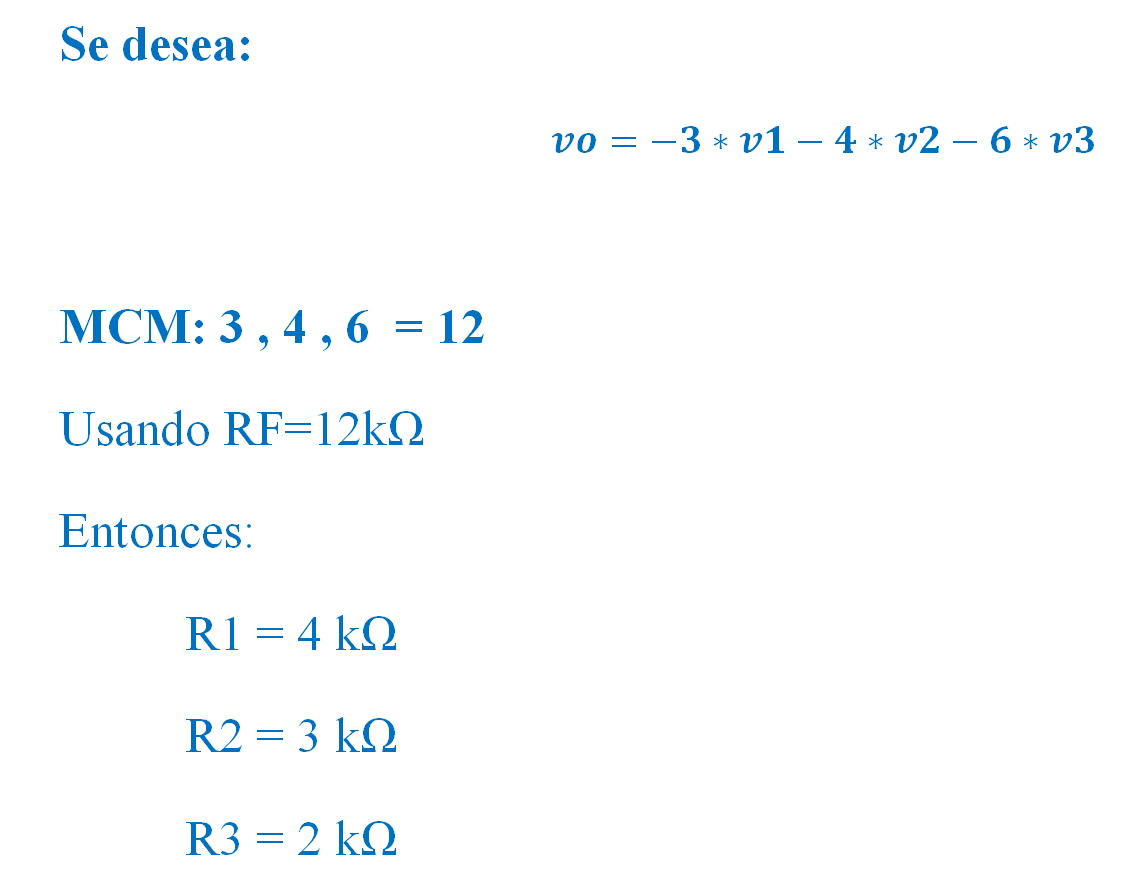 Se desea:
vo = −3 ∗ v1 − 4 ∗ v2 − 6 ∗ v3
MCM: 3 , 4 , 6 = 12
Usando RF=12kΩ
Entonces:
R1 = 4 kΩ
R2 = 3 kΩ
R3 = 2 kΩ